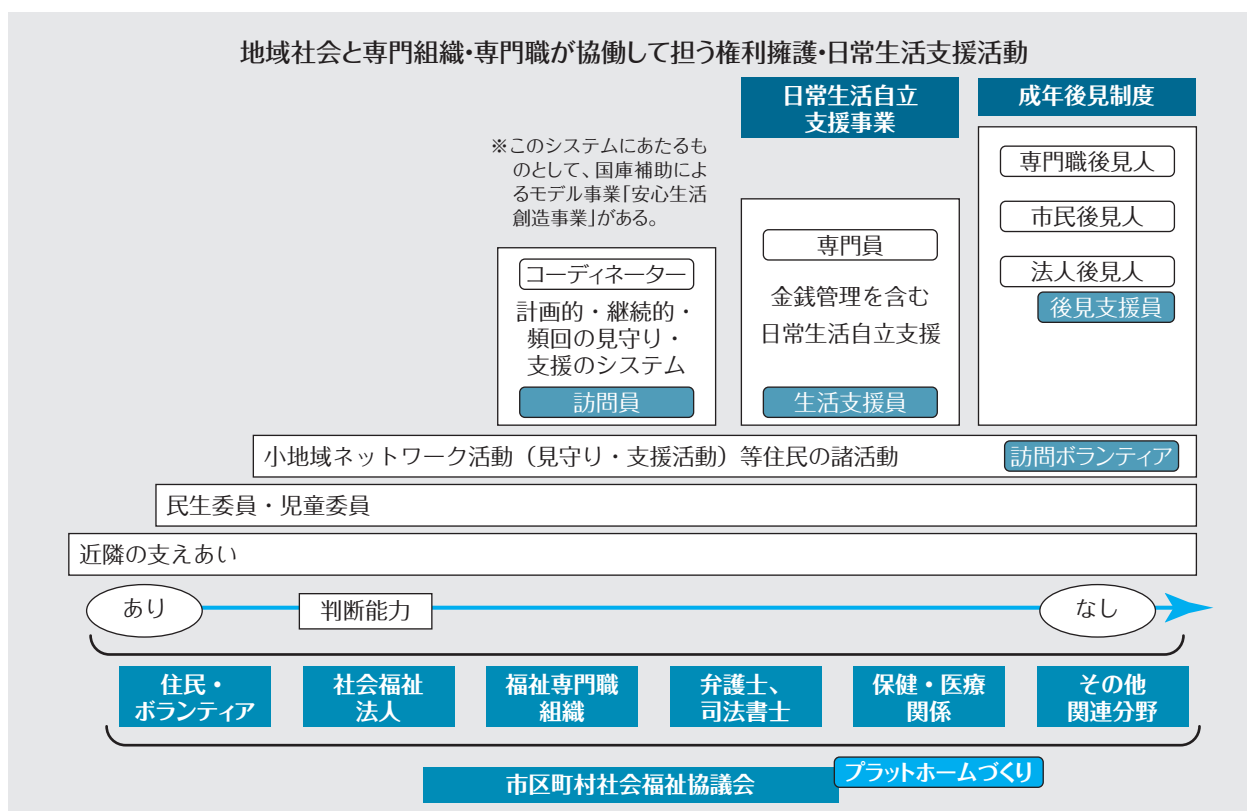 地域社会と専門組織・専門職が協働して担う権利擁護・日常生活支援活動
日常生活自立
支援事業
成年後見制度
※このシステムにあたるも
のとして、国庫補助によ
るモデル事業「安心生活
創造事業」がある。
コーディネーター
計画的・継続的・
頻回の見守り・
支援のシステム
訪問員
専門員
金銭管理を含む
日常生活自立支援
生活支援員
専門職後見人
市民後見人
法人後見人
後見支援員
小地域ネットワーク活動（見守り・支援活動）等住民の諸活動
訪問ボランティア
民生委員・児童委員
近隣の支えあい
あり
判断能力
なし
住民・
ボランティア
社会福祉
法人
福祉専門職
組織
弁護士、
司法書士
保健・医療
関係
その他
関連分野
市区町村社会福祉協議会
プラットホームづくり